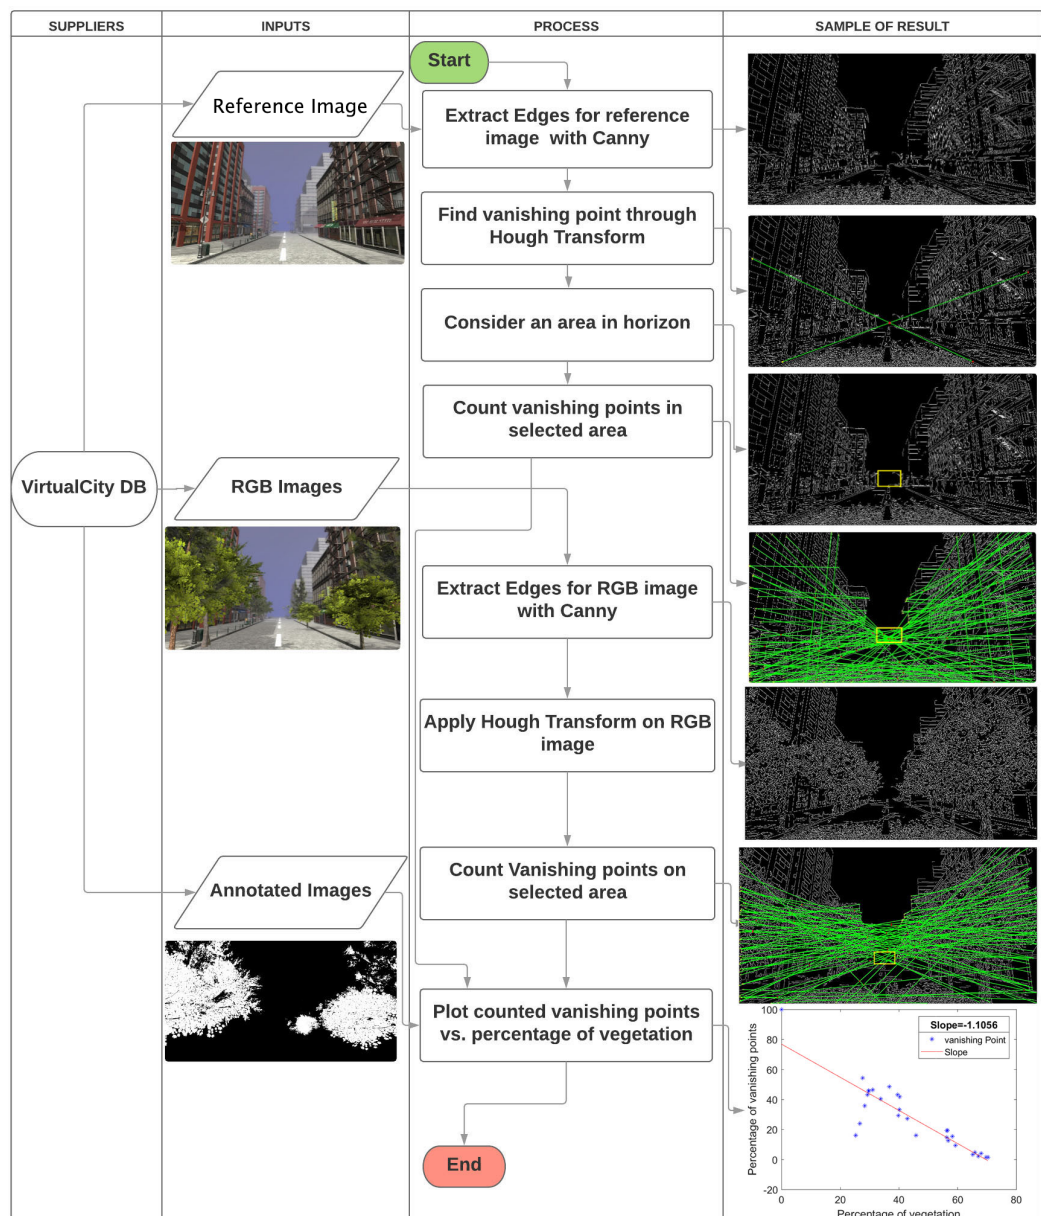 SUPPLIERS
INPUTS
PROCESS
SAMPLE OF RESULT
Start
Reference Image
Extract Edges for reference
image with Canny
Find vanishing point through
Hough Transform
Consider an area in horizon
Count vanishing points in
selected area
VirtualCity DB
RGB Images
Extract Edges for RGB image
with Canny
Apply Hough Transform on RGB
image
Annotated Images
Count Vanishing points on
selected area
Plot counted vanishing points
vs. percentage of vegetation
End
Slope=-1.1056
vanishing Point
Slope
Percentage of vanishing points
100
80
60
40
20
0
-20
0
20
40
60
80
Percentage of vegetation